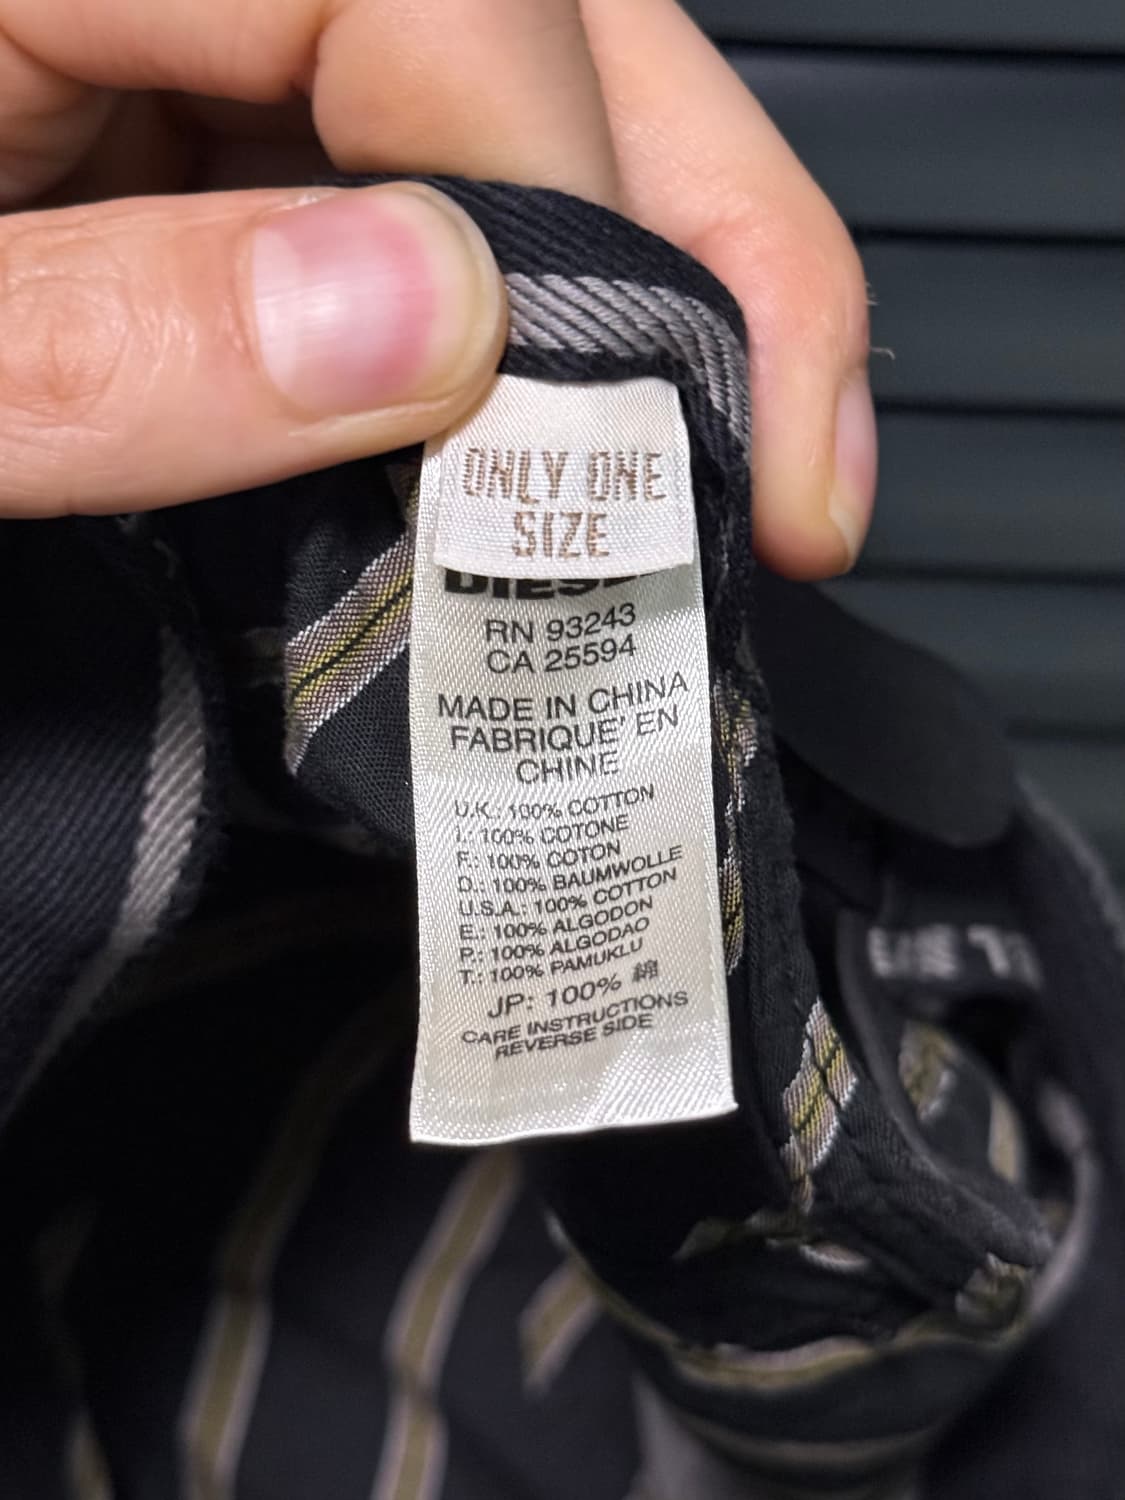 ONLY ONE
SIZE
DIESEL
RN 93243
CA 25594
MADE IN CHINA
FABRIQUE' EN
CHINE
U.K.: 100% COTTON
I.: 100% COTONE
F.: 100% COTON
D.: 100% BAUMWOLLE
U.S.A.: 100% COTTON
E.: 100% ALGODON
P.: 100% ALGODAO
T.: 100% PAMUKLU
JP: 100% 綿
CARE INSTRUCTIONS
REVERSE SIDE